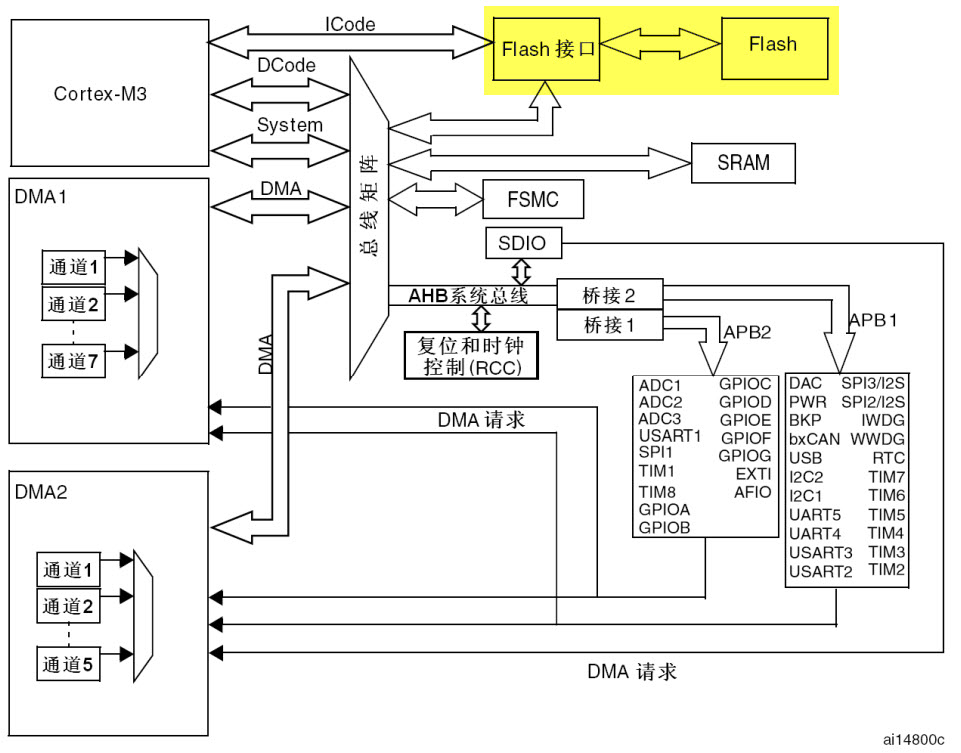 ICode
Flash 接口
Flash
DCode
Cortex-M3
System
SRAM
DMA1
DMA
FSMC
总线矩阵
SDIO
通道1
通道2
通道7
AHB系统总线
桥接2
桥接1
APB2
APB1
复位和时钟
控制(RCC)
DMA
DMA 请求
ADC1 GPIOC
ADC2 GPIOD
ADC3 GPIOE
USART1 GPIOF
SPI1 GPIOG
TIM1 EXTI
TIM8 AFIO
GPIOA
GPIOB
DAC SPI3/I2S
PWR SPI2/I2S
BKP IWDG
bxCAN WWDG
USB RTC
I2C2 TIM7
I2C1 TIM6
UART5 TIM5
UART4 TIM4
USART3 TIM3
USART2 TIM2
DMA2
通道1
通道2
通道5
DMA 请求
ai14800c